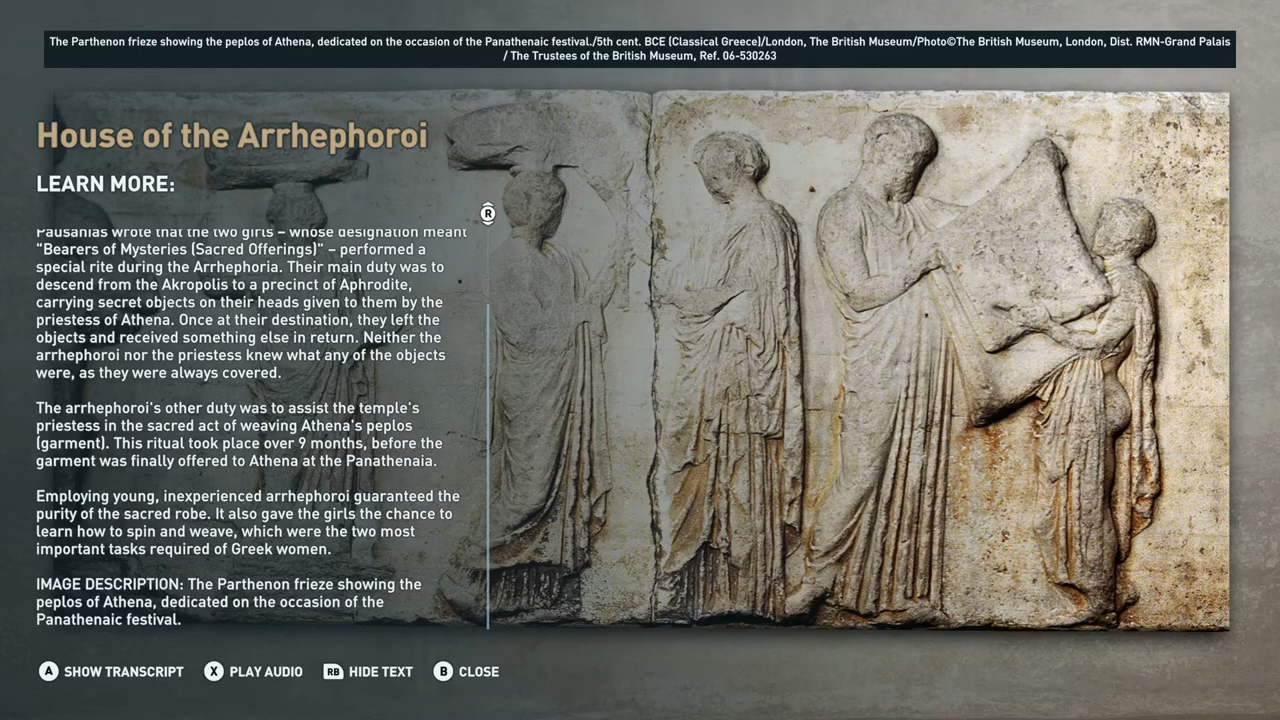 The Parthenon frieze showing the peplos of Athena, dedicated on the occasion of the Panathenaic festival./5th cent. BCE (Classical Greece)/London, The British Museum/Photo©The British Museum, London, Dist. RMN-Grand Palais
/ The Trustees of the British Museum, Ref. 06-530263
House of the Arrhephoroi
LEARN MORE:
R
Pausanias wrote that the two girls – whose designation meant
"Bearers of Mysteries (Sacred Offerings)" – performed a
special rite during the Arrhephoria. Their main duty was to
descend from the Akropolis to a precinct of Aphrodite,
carrying secret objects on their heads given to them by the
priestess of Athena. Once at their destination, they left the
objects and received something else in return. Neither the
arrhephoroi nor the priestess knew what any of the objects
were, as they were always covered.
The arrhephoroi's other duty was to assist the temple's
priestess in the sacred act of weaving Athena's peplos
(garment). This ritual took place over 9 months, before the
garment was finally offered to Athena at the Panathenaia.
Employing young, inexperienced arrhephoroi guaranteed the
purity of the sacred robe. It also gave the girls the chance to
learn how to spin and weave, which were the two most
important tasks required of Greek women.
IMAGE DESCRIPTION: The Parthenon frieze showing the
peplos of Athena, dedicated on the occasion of the
Panathenaic festival.
A SHOW TRANSCRIPT X PLAY AUDIO RB HIDE TEXT B CLOSE